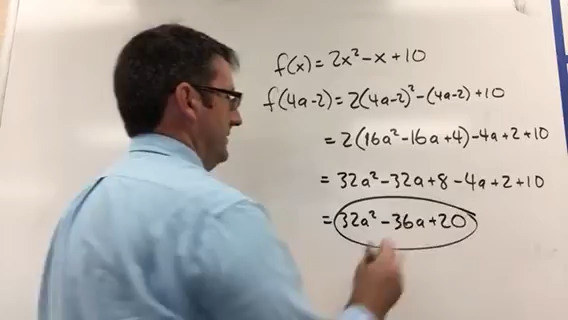 f(x) = 2x² - x + 10
f(4a-2) = 2(4a-2)² - (4a-2) + 10
= 2(16a² - 16a + 4) - 4a + 2 + 10
= 32a² - 32a + 8 - 4a + 2 + 10
= 32a² - 36a + 20